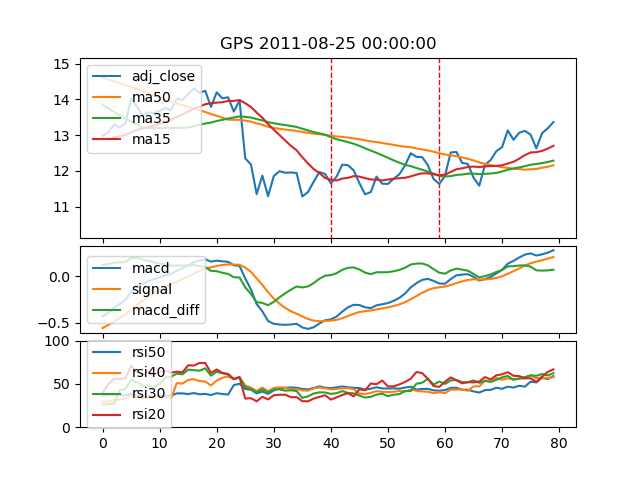 GPS 2011-08-25 00:00:00
15
14
13
12
11
adj_close
ma50
ma35
ma15
0.0
−0.5
macd
signal
macd_diff
100
50
0
rsi50
rsi40
rsi30
rsi20
0 10 20 30 40 50 60 70 80